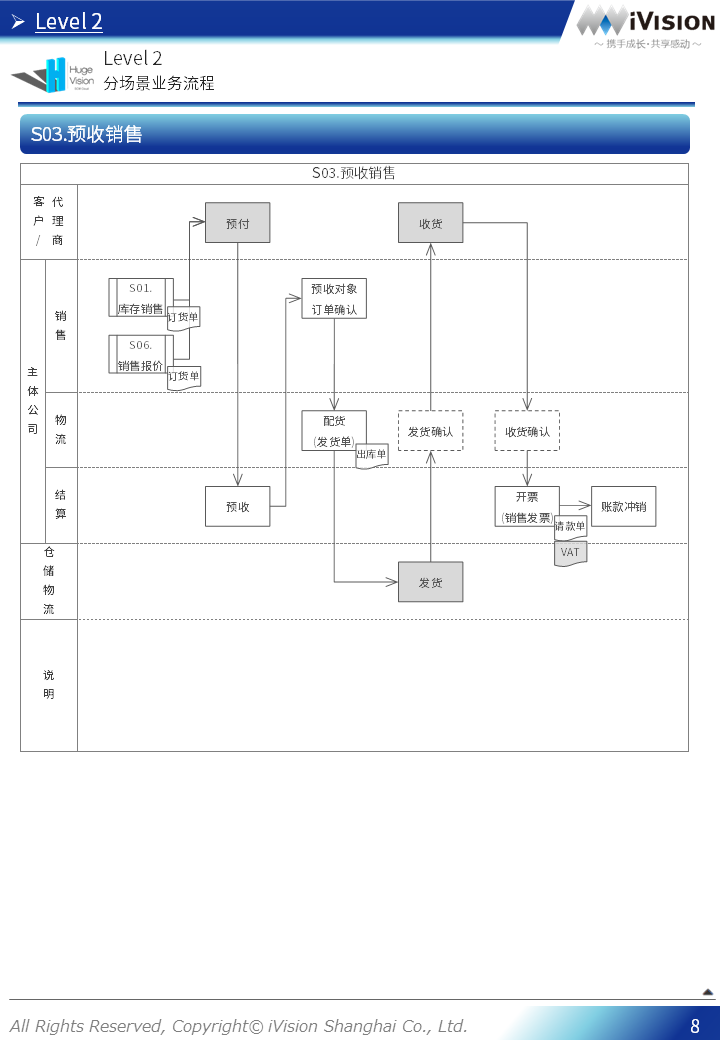 Level 2
iVISION
～ 携手成长·共享感动 ～
Huge
Vision
Level 2
分场景业务流程
S03.预收销售
S03.预收销售
客 代
户 理
/ 商
预付
收货
主
体
公
司
销
售
S01.
库存销售
订货单
S06.
销售报价
订货单
预收对象
订单确认
物
流
配货
(发货单)
出库单
发货确认
收货确认
结
算
预收
开票
(销售发票)
请款单
VAT
账款冲销
仓
储
物
流
发货
说
明
All Rights Reserved, Copyright© iVision Shanghai Co., Ltd.
8